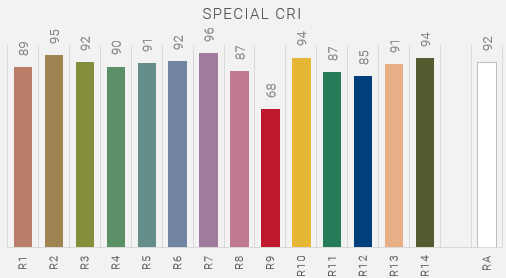 SPECIAL CRI
89 95 92 90 91 92 96 87 68 94 87 85 91 94 92
R1 R2 R3 R4 R5 R6 R7 R8 R9 R10 R11 R12 R13 R14 RA